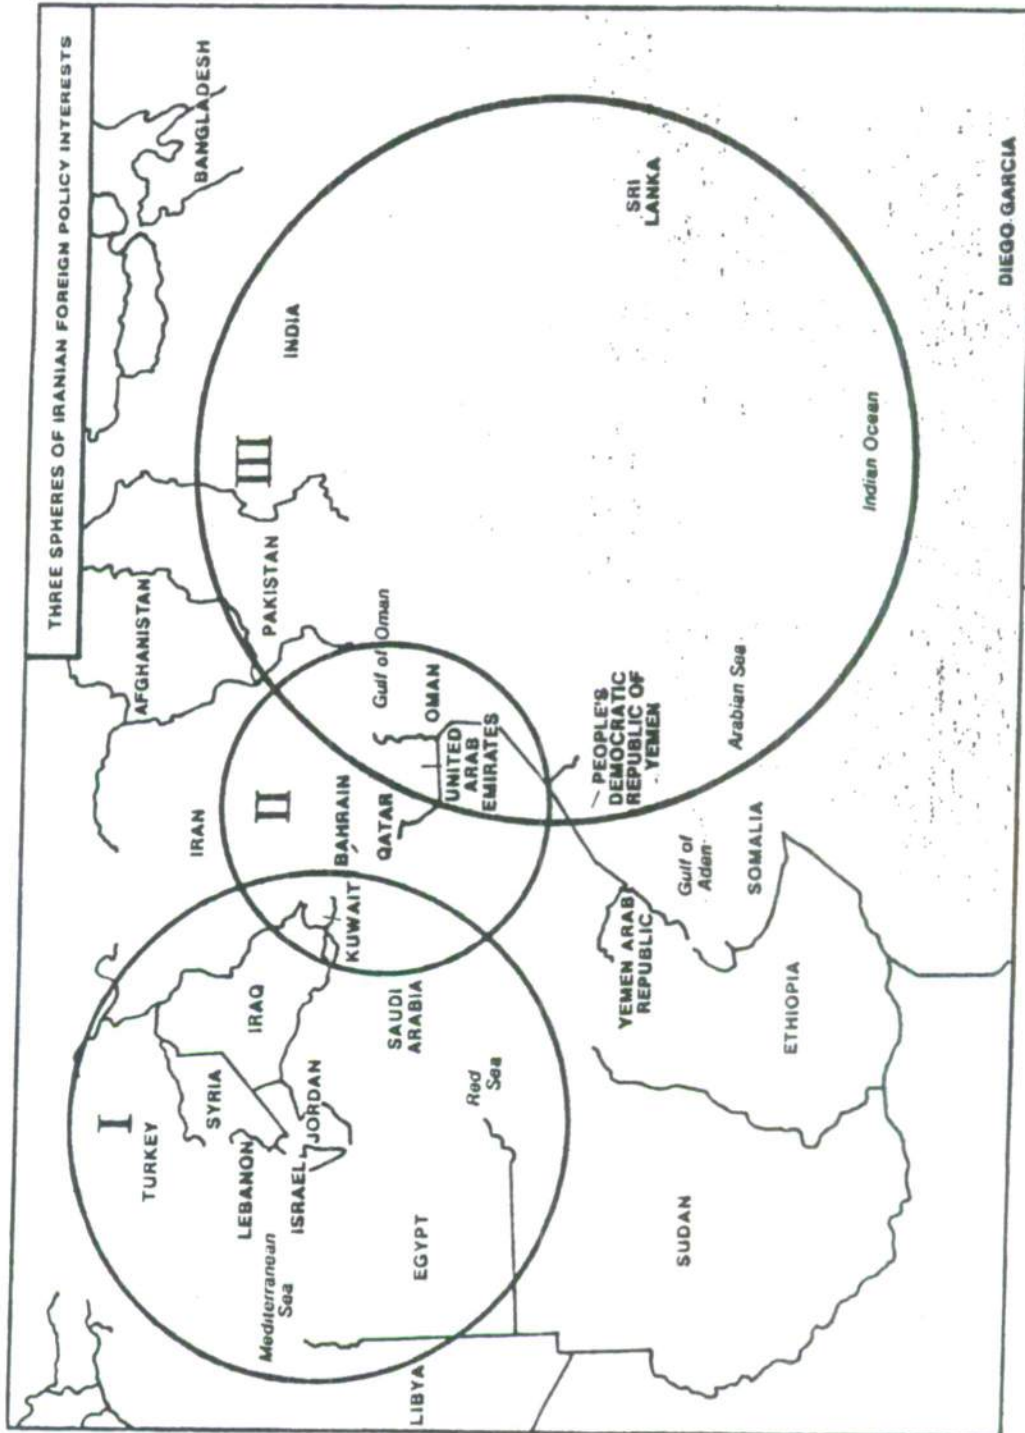 THREE SPHERES OF IRANIAN FOREIGN POLICY INTERESTS
BANGLADESH
AFGHANISTAN
IRAN
TURKEY
I
SYRIA
IRAQ
LEBANON
ISRAEL
JORDAN
Mediterranean
Sea
KUWAIT
II
BAHRAIN
QATAR
PAKISTAN
III
INDIA
Gulf of Oman
OMAN
UNITED
ARAB
EMIRATES
SAUDI
ARABIA
LIBYA
EGYPT
Red
Sea
SRI
LANKA
PEOPLE'S
DEMOCRATIC
REPUBLIC OF
YEMEN
YEMEN ARAB
REPUBLIC
Gulf of
Aden
Arabian Sea
SUDAN
ETHIOPIA
SOMALIA
Indian Ocean
DIEGO GARCIA